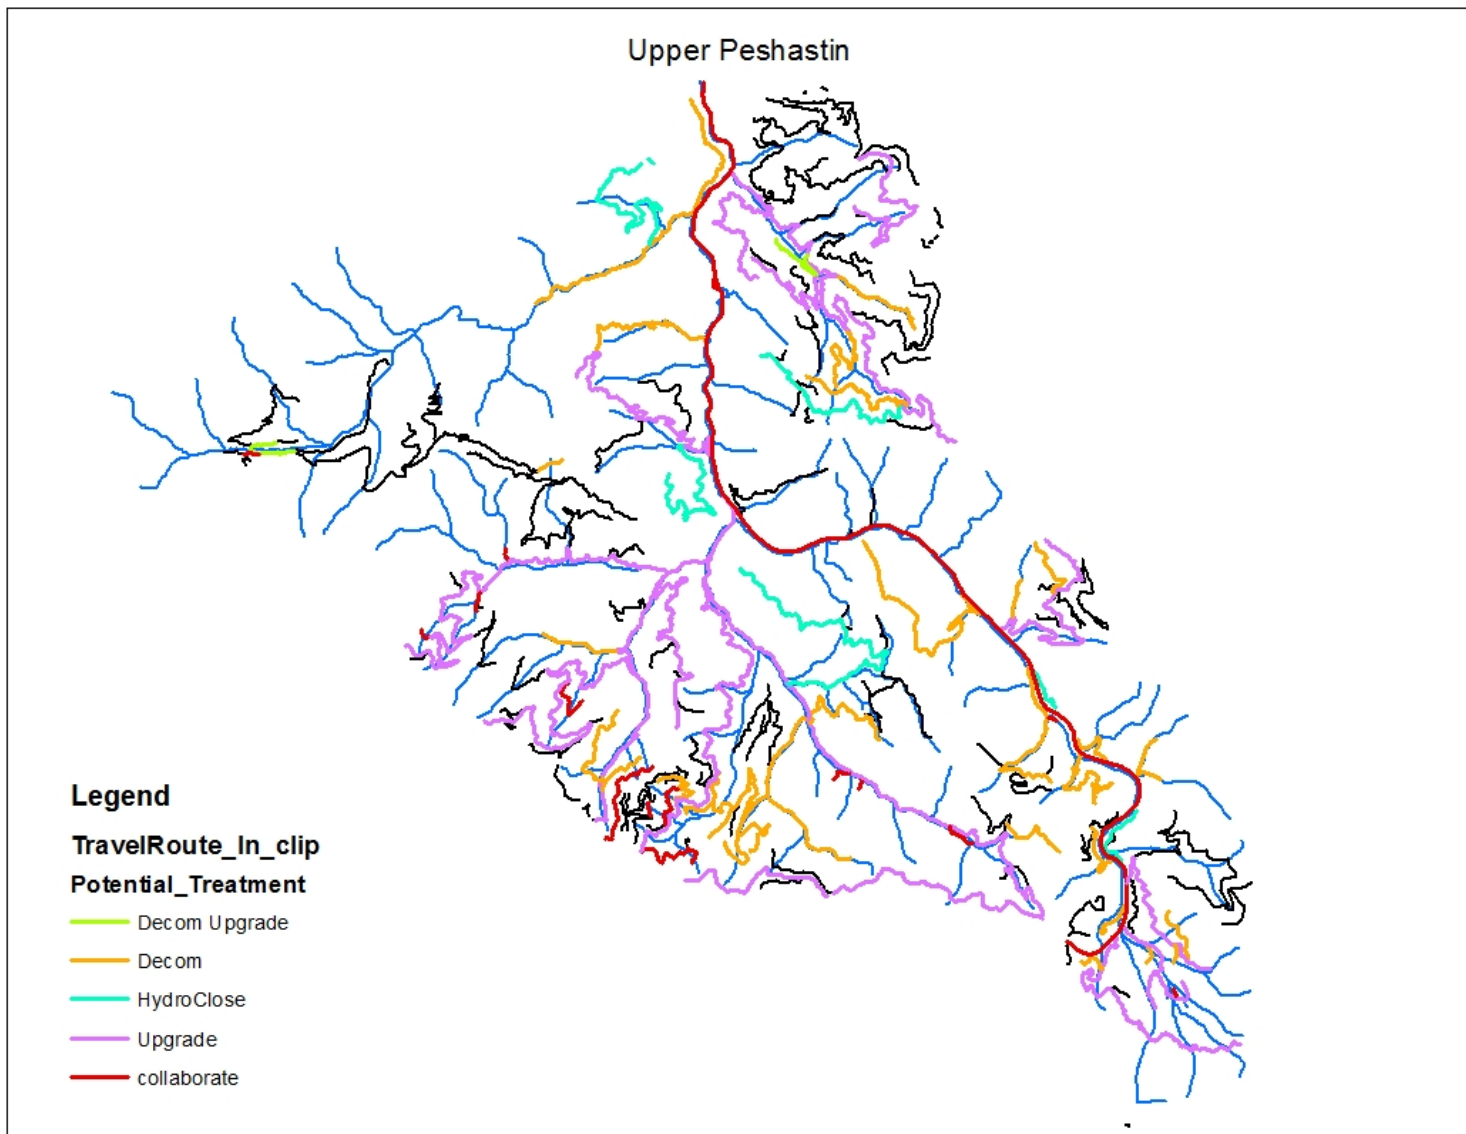 Upper Peshastin
Legend
TravelRoute_In_clip
Potential_Treatment
Decom Upgrade
Decom
HydroClose
Upgrade
collaborate